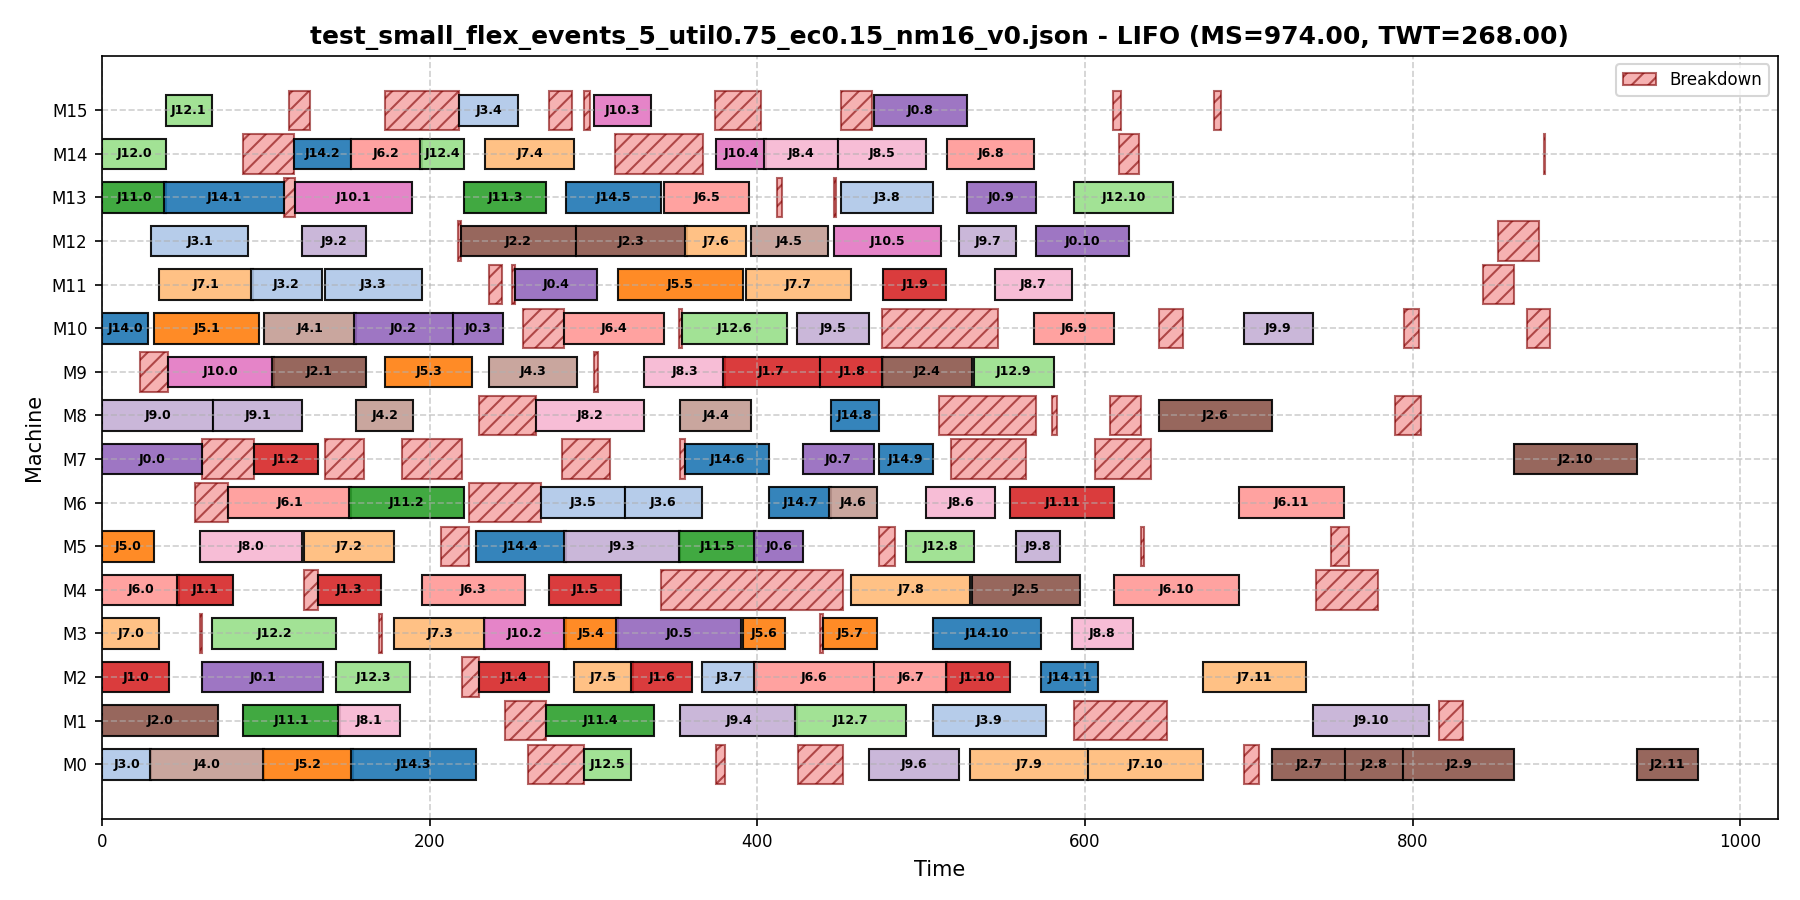 test_small_flex_events_5_util0.75_ec0.15_nm16_v0.json - LIFO (MS=974.00, TWT=268.00)
Breakdown
M15 J12.1 J3.4 J10.3 J0.8
M14 J12.0 J14.2 J6.2 J12.4 J7.4 J10.4 J8.4 J8.5 J6.8
M13 J11.0 J14.1 J10.1 J11.3 J14.5 J6.5 J3.8 J0.9 J12.10
M12 J3.1 J9.2 J2.2 J2.3 J7.6 J4.5 J10.5 J9.7 J0.10
M11 J7.1 J3.2 J3.3 J0.4 J5.5 J7.7 J1.9 J8.7
M10 J14.0 J5.1 J4.1 J0.2 J0.3 J6.4 J12.6 J9.5 J6.9 J9.9
M9 J10.0 J2.1 J5.3 J4.3 J8.3 J1.7 J1.8 J2.4 J12.9
M8 J9.0 J9.1 J4.2 J8.2 J4.4 J14.8 J2.6
M7 J0.0 J1.2 J14.6 J0.7 J14.9 J2.10
M6 J6.1 J11.2 J3.5 J3.6 J14.7 J4.6 J8.6 J1.11 J6.11
M5 J5.0 J8.0 J7.2 J14.4 J9.3 J11.5 J0.6 J12.8 J9.8
M4 J6.0 J1.1 J1.3 J6.3 J1.5 J7.8 J2.5 J6.10
M3 J7.0 J12.2 J7.3 J10.2 J5.4 J0.5 J5.6 J5.7 J14.10 J8.8
M2 J1.0 J0.1 J12.3 J1.4 J7.5 J1.6 J3.7 J6.6 J6.7 J1.10 J14.11 J7.11
M1 J2.0 J11.1 J8.1 J11.4 J9.4 J12.7 J3.9 J9.10
M0 J3.0 J4.0 J5.2 J14.3 J12.5 J9.6 J7.9 J7.10 J2.7 J2.8 J2.9 J2.11
0 200 400 600 800 1000
Time
Machine